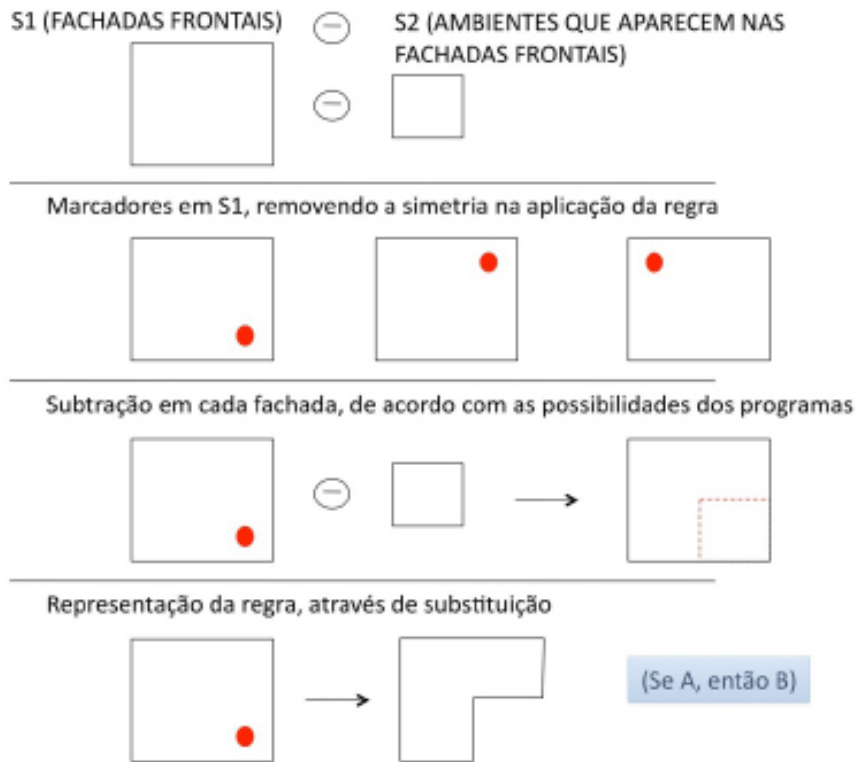 S1 (FACHADAS FRONTAIS)
S2 (AMBIENTES QUE APARECEM NAS
FACHADAS FRONTAIS)
Marcadores em S1, removendo a simetria na aplicação da regra
Subtração em cada fachada, de acordo com as possibilidades dos programas
Representação da regra, através de substituição
(Se A, então B)